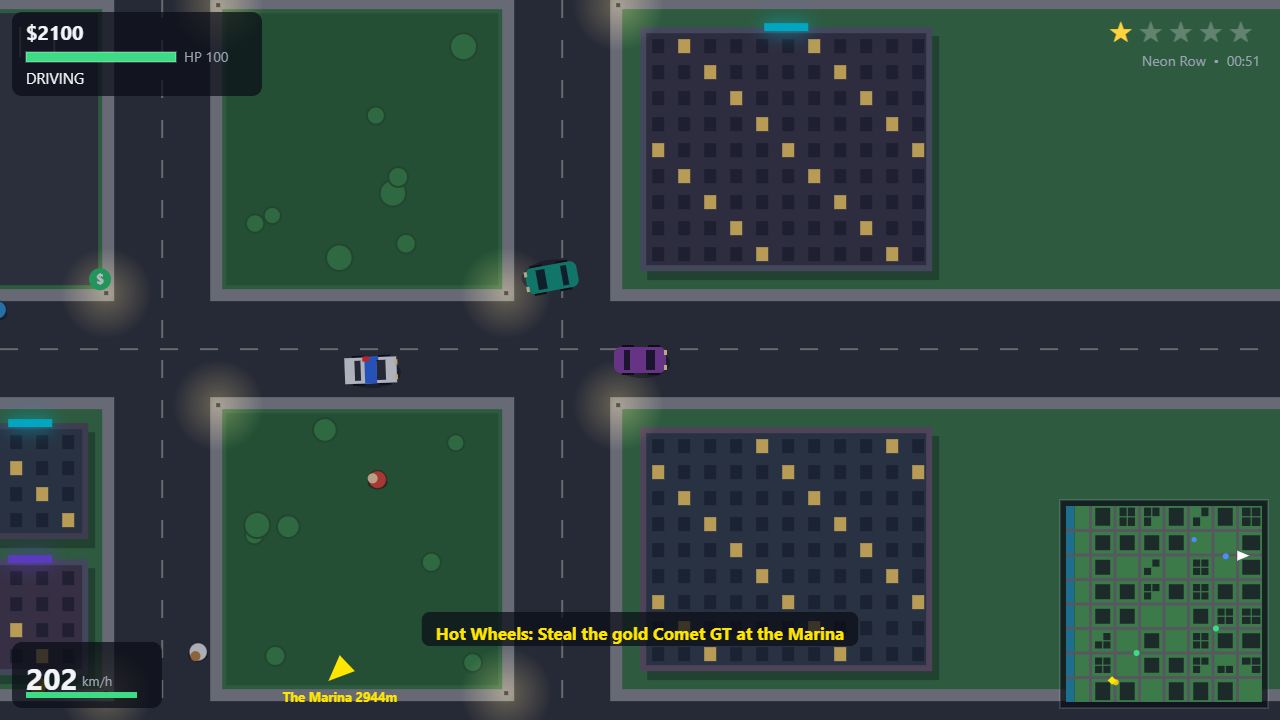 $2100
HP 100
DRIVING
Neon Row • 00:51
$
Hot Wheels: Steal the gold Comet GT at the Marina
202 km/h
The Marina 2944m